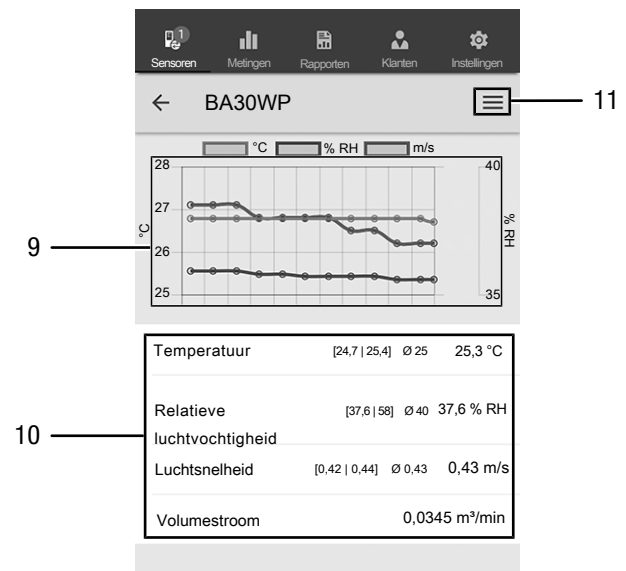 1
Sensoren Metingen Rapporten Klanten Instellingen
BA30WP
11
°C % RH m/s
28 40
27
°C % RH
9
26
25 35
Temperatuur [24,7 | 25,4] Ø 25 25,3 °C
Relatieve [37,6 | 58] Ø 40 37,6 % RH
luchtvochtigheid
10
Luchtsnelheid [0,42 | 0,44] Ø 0,43 0,43 m/s
Volumestroom 0,0345 m³/min